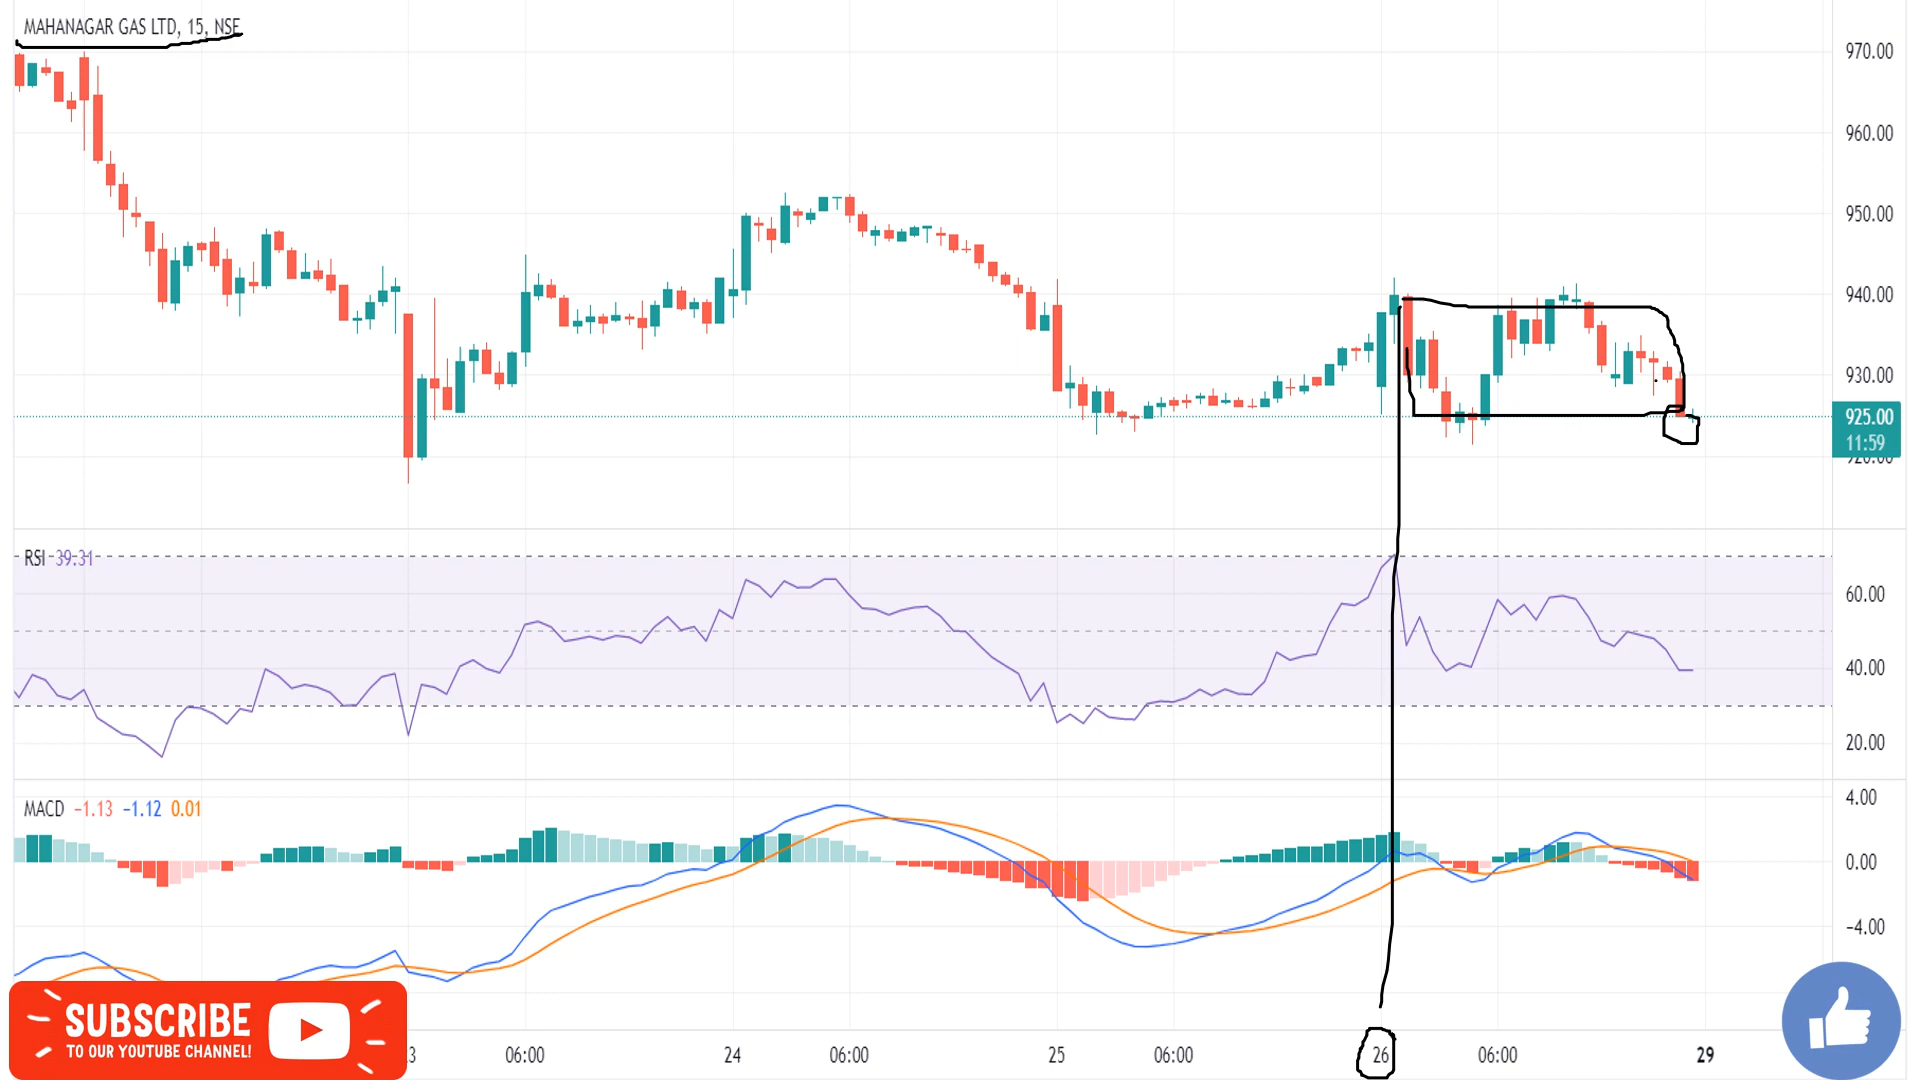 MAHANAGAR GAS LTD, 15, NSE
970.00
960.00
950.00
940.00
930.00
925.00
11:59
920.00
RSI 39.31
60.00
40.00
20.00
MACD −1.13 −1.12 0.01
4.00
0.00
−4.00
SUBSCRIBE
TO OUR YOUTUBE CHANNEL!
3 06:00 24 06:00 25 06:00 26 06:00 29